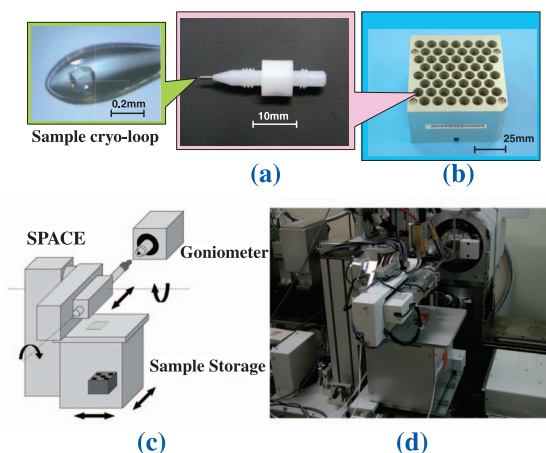 0.2mm
Sample cryo-loop
10mm
25mm
(a)
(b)
SPACE
Goniometer
Sample Storage
(c)
(d)